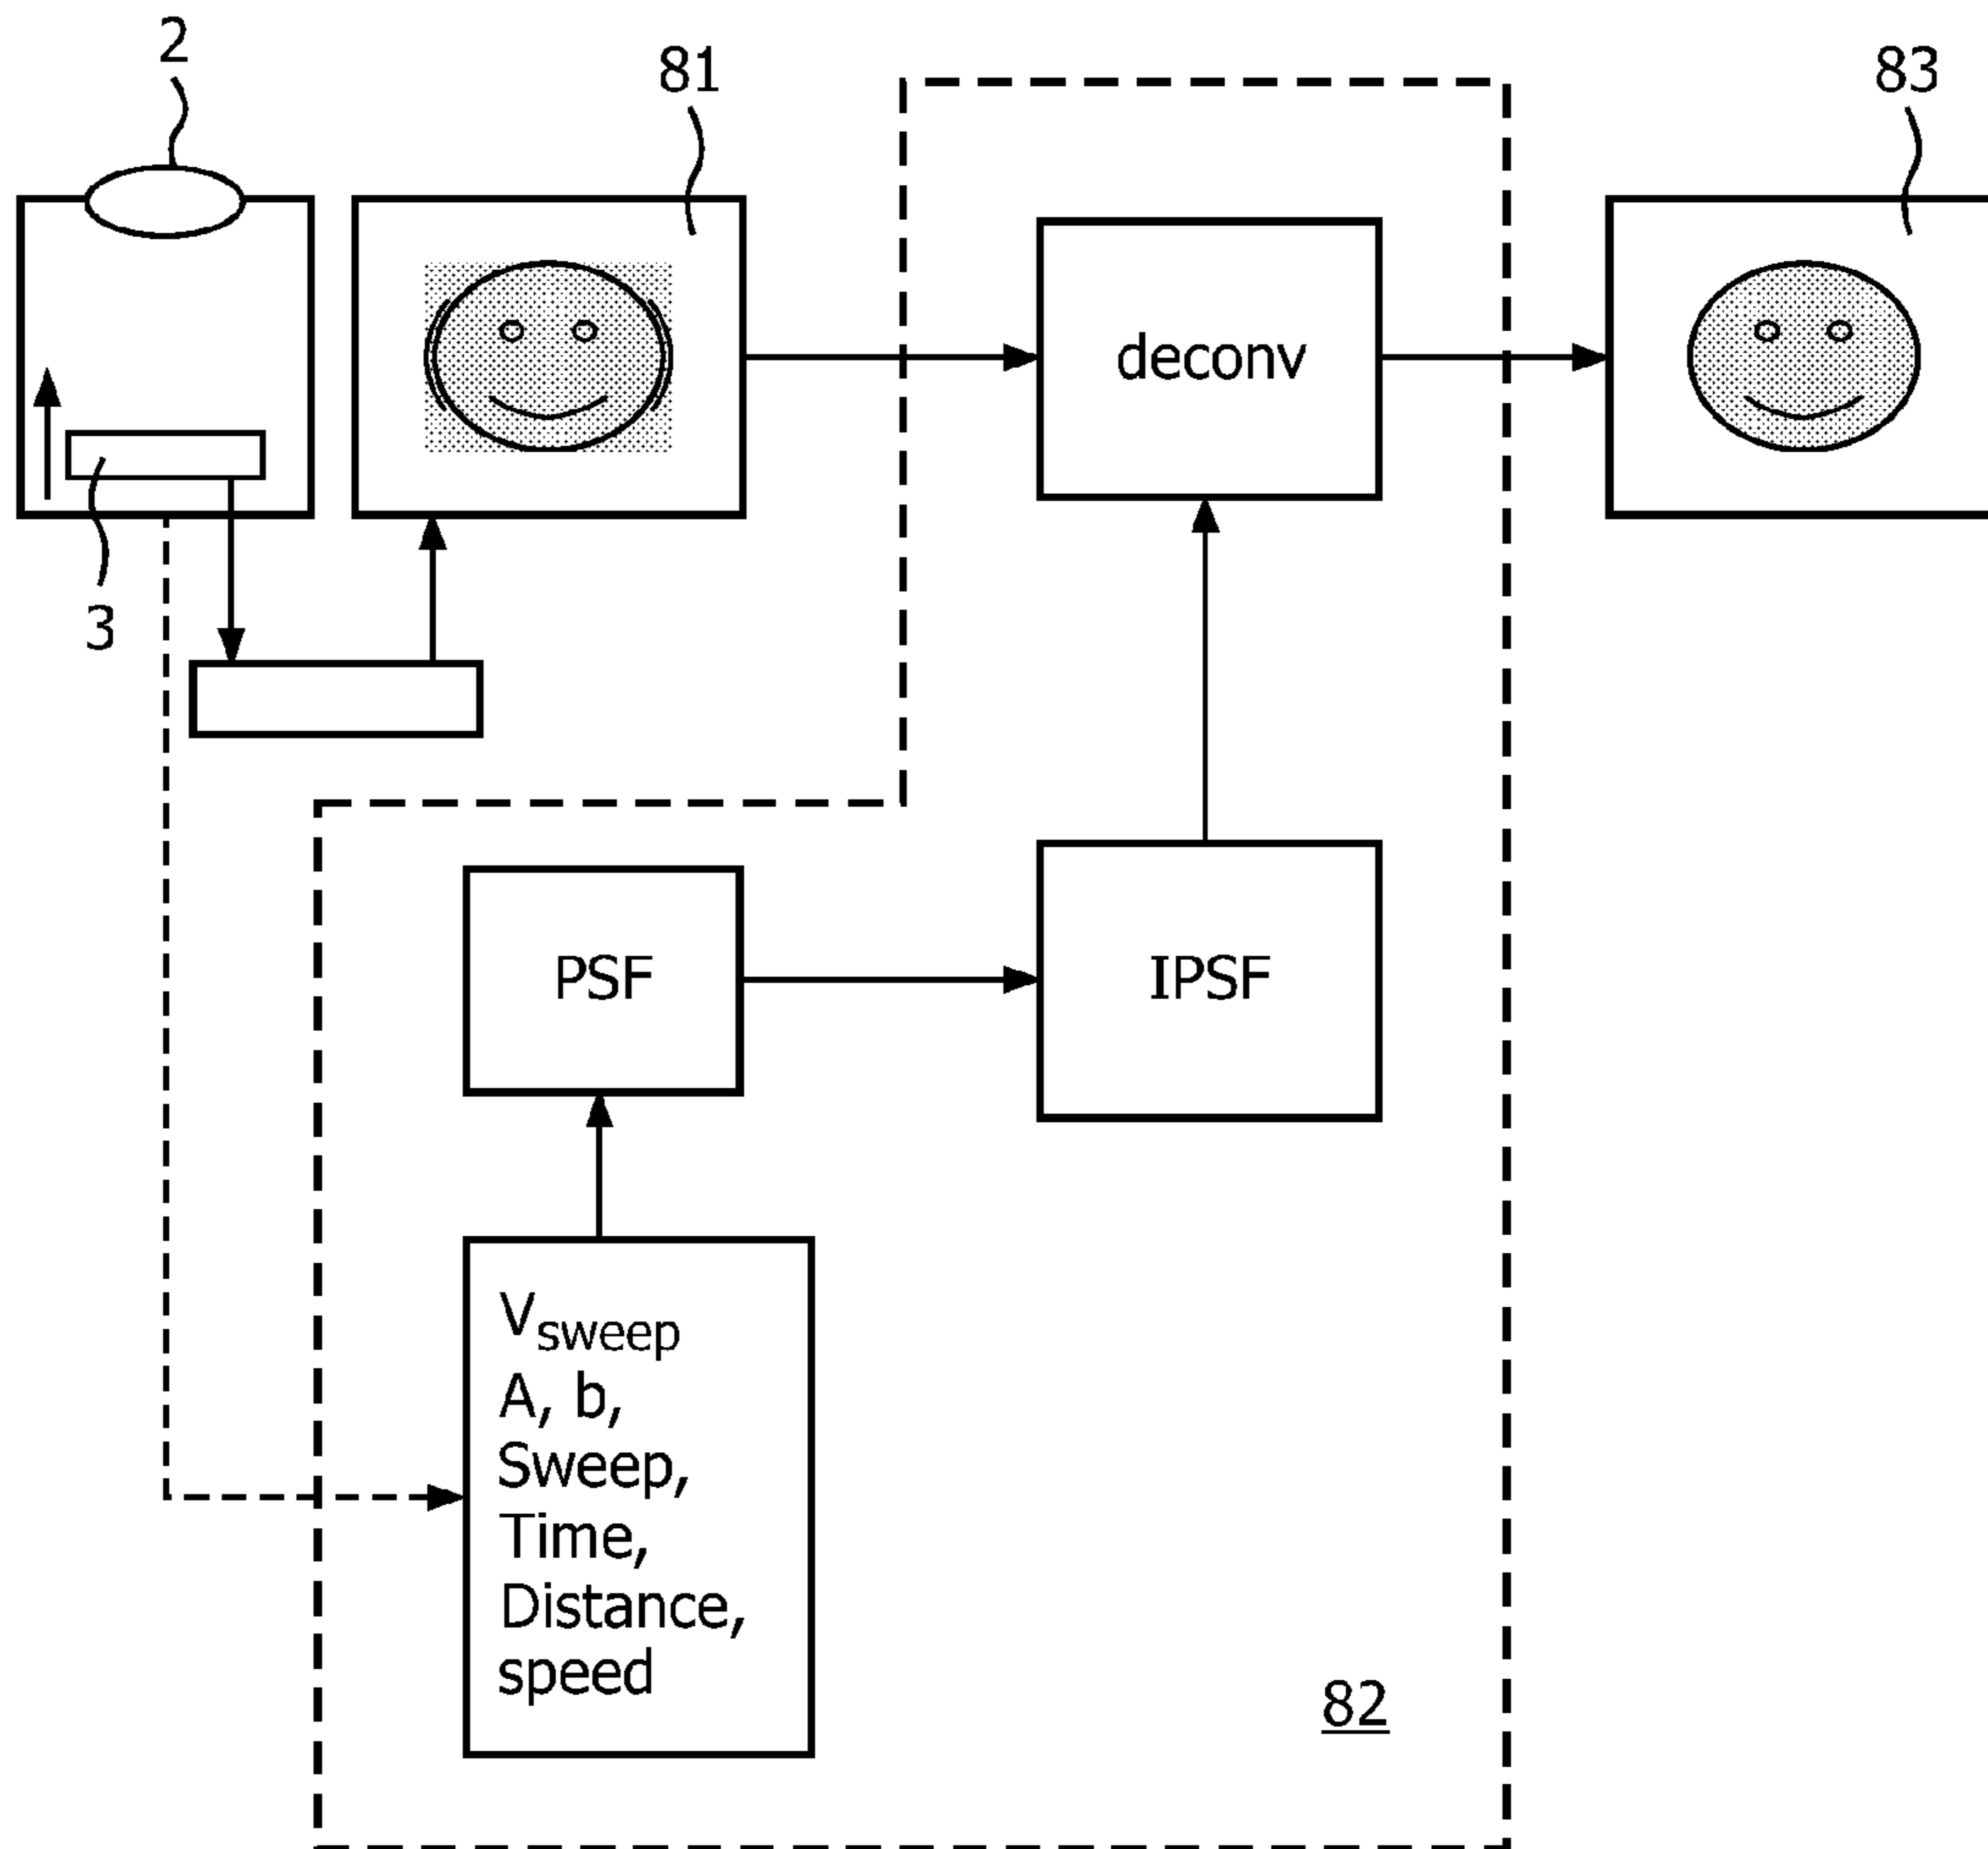 2
81
83
deconv
3
PSF
IPSF
Vsweep
A, b,
Sweep,
Time,
Distance,
speed
82